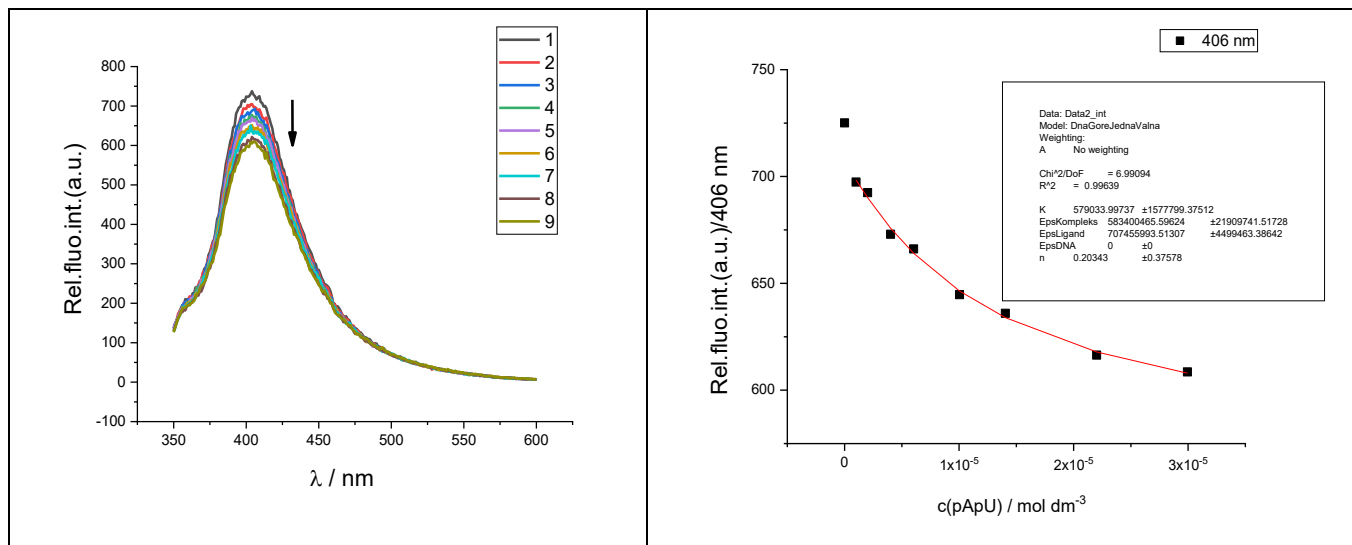 1
2
3
4
5
6
7
8
9
800
700
600
500
400
300
200
100
0
-100
Rel.fluo.int.(a.u.)
350 400 450 500 550 600
λ / nm
406 nm
750
700
650
600
Rel.fluo.int.(a.u.)/406 nm
Data: Data2_int
Model: DnaGoreJednaValna
Weighting:
A No weighting
Chi^2/DoF = 6.99094
R^2 = 0.99639
K 579033.99737 ±1577799.37512
EpsKompleks 583400465.59624 ±21909741.51728
EpsLigand 707455993.51307 ±4499463.38642
EpsDNA 0 ±0
n 0.20343 ±0.37578
0 1x10⁻⁵ 2x10⁻⁵ 3x10⁻⁵
c(pApU) / mol dm⁻³